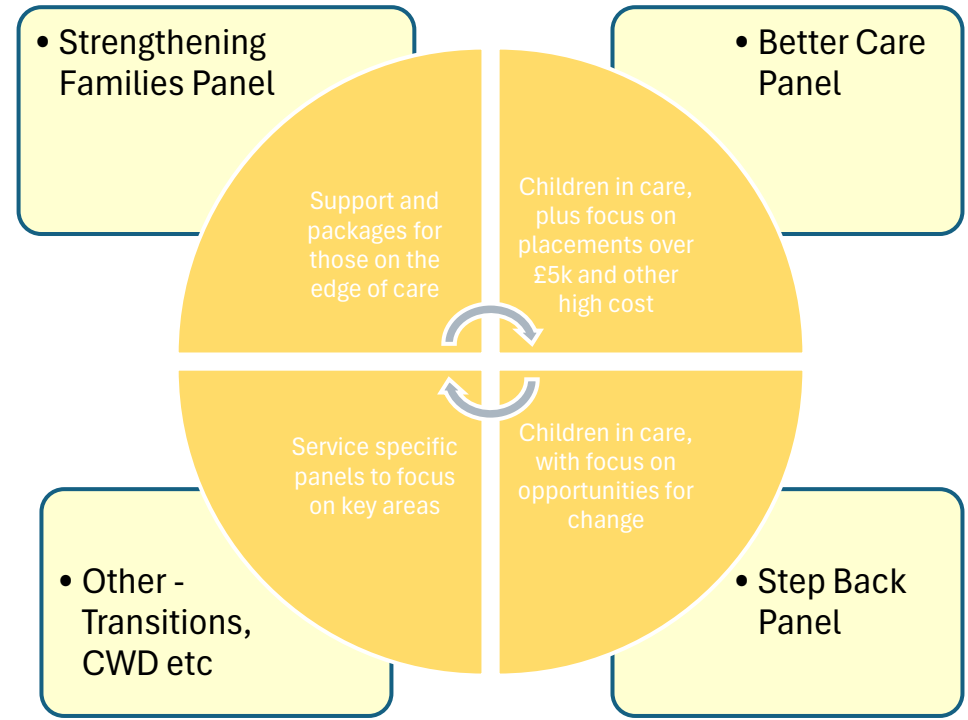 • Strengthening
Families Panel
Support and
packages for
those on the
edge of care
• Better Care
Panel
Children in care,
plus focus on
placements over
£5k and other
high cost
• Other -
Transitions,
CWD etc
Service specific
panels to focus
on key areas
• Step Back
Panel
Children in care,
with focus on
opportunities for
change